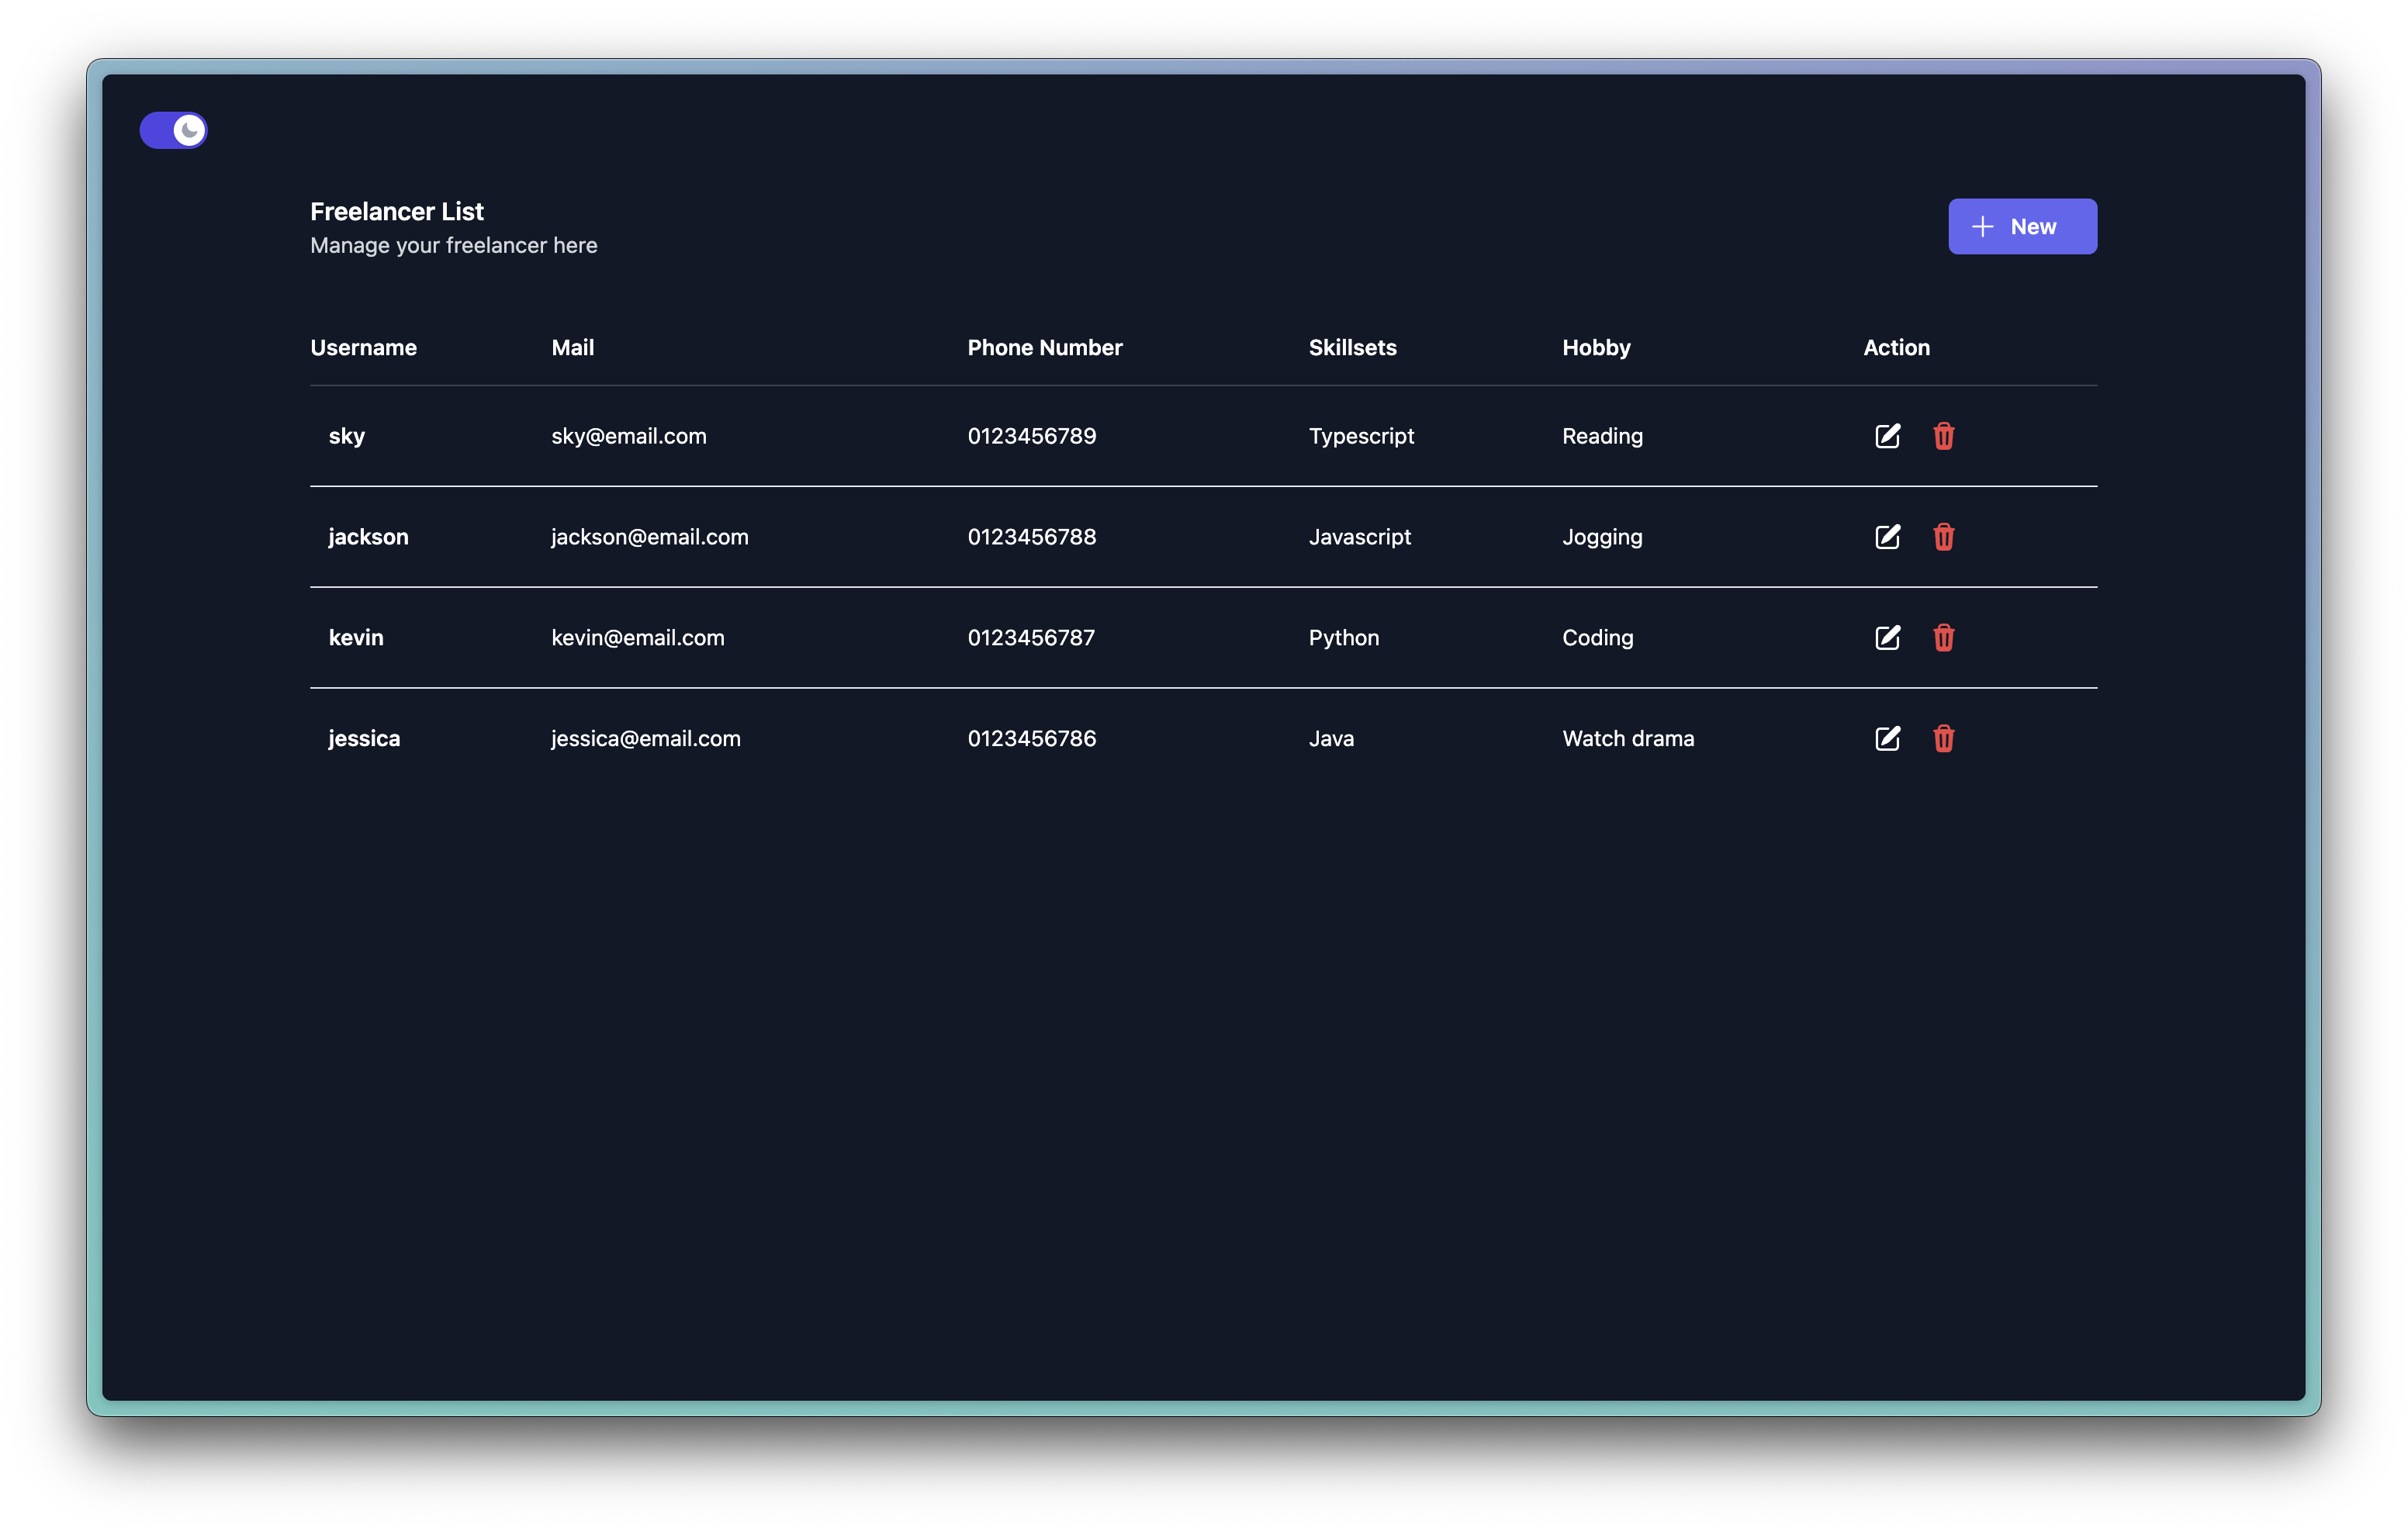 Freelancer List
Manage your freelancer here
New
Username Mail Phone Number Skillsets Hobby Action
sky sky@email.com 0123456789 Typescript Reading
jackson jackson@email.com 0123456788 Javascript Jogging
kevin kevin@email.com 0123456787 Python Coding
jessica jessica@email.com 0123456786 Java Watch drama